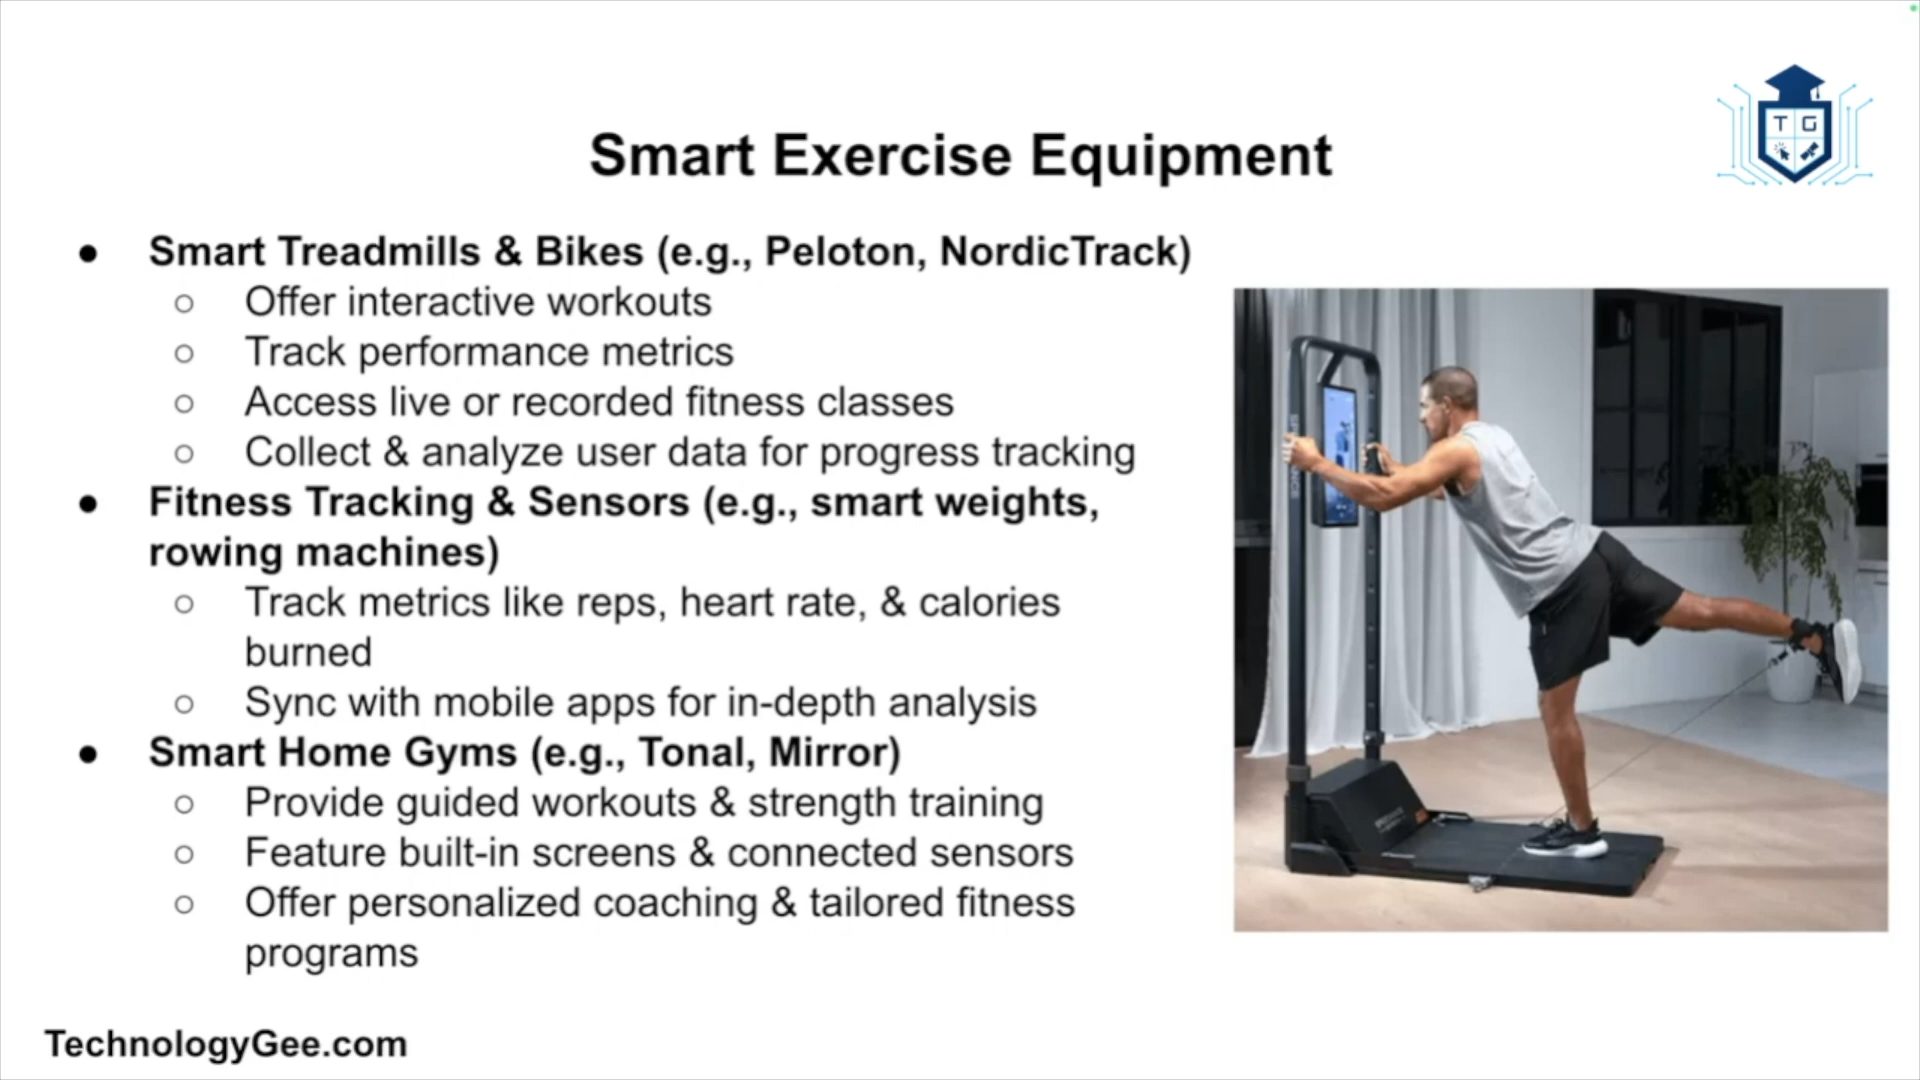 T G
Smart Exercise Equipment
● Smart Treadmills & Bikes (e.g., Peloton, NordicTrack)
○ Offer interactive workouts
○ Track performance metrics
○ Access live or recorded fitness classes
○ Collect & analyze user data for progress tracking
● Fitness Tracking & Sensors (e.g., smart weights,
rowing machines)
○ Track metrics like reps, heart rate, & calories
burned
○ Sync with mobile apps for in-depth analysis
● Smart Home Gyms (e.g., Tonal, Mirror)
○ Provide guided workouts & strength training
○ Feature built-in screens & connected sensors
○ Offer personalized coaching & tailored fitness
programs
TechnologyGee.com